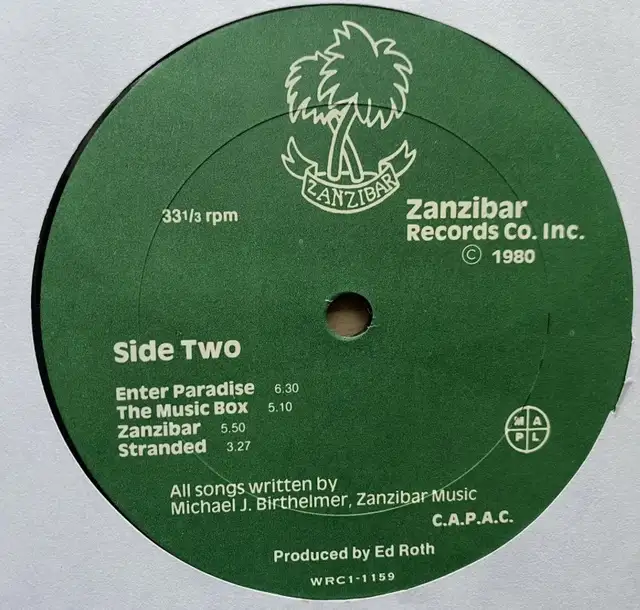 ZANZIBAR
33 1/3 rpm
Zanzibar
Records Co. Inc.
© 1980
Side Two
Enter Paradise 6.30
The Music Box 5.10
Zanzibar 5.50
Stranded 3.27
M A
P L
All songs written by
Michael J. Birthelmer, Zanzibar Music
C.A.P.A.C.
Produced by Ed Roth
WRC1-1159